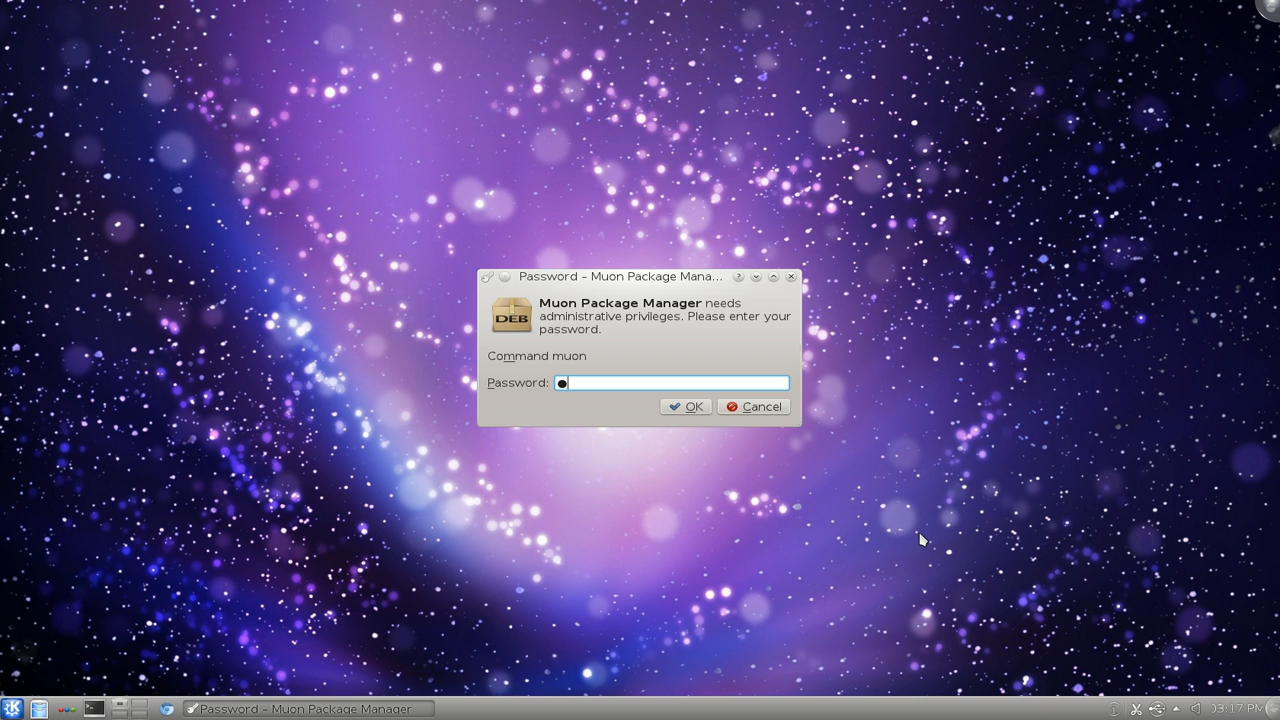 Password – Muon Package Mana...
Muon Package Manager needs
administrative privileges. Please enter your
password.
DEB
Command muon
Password:
OK
Cancel
Password – Muon Package Manager
03:17 PM